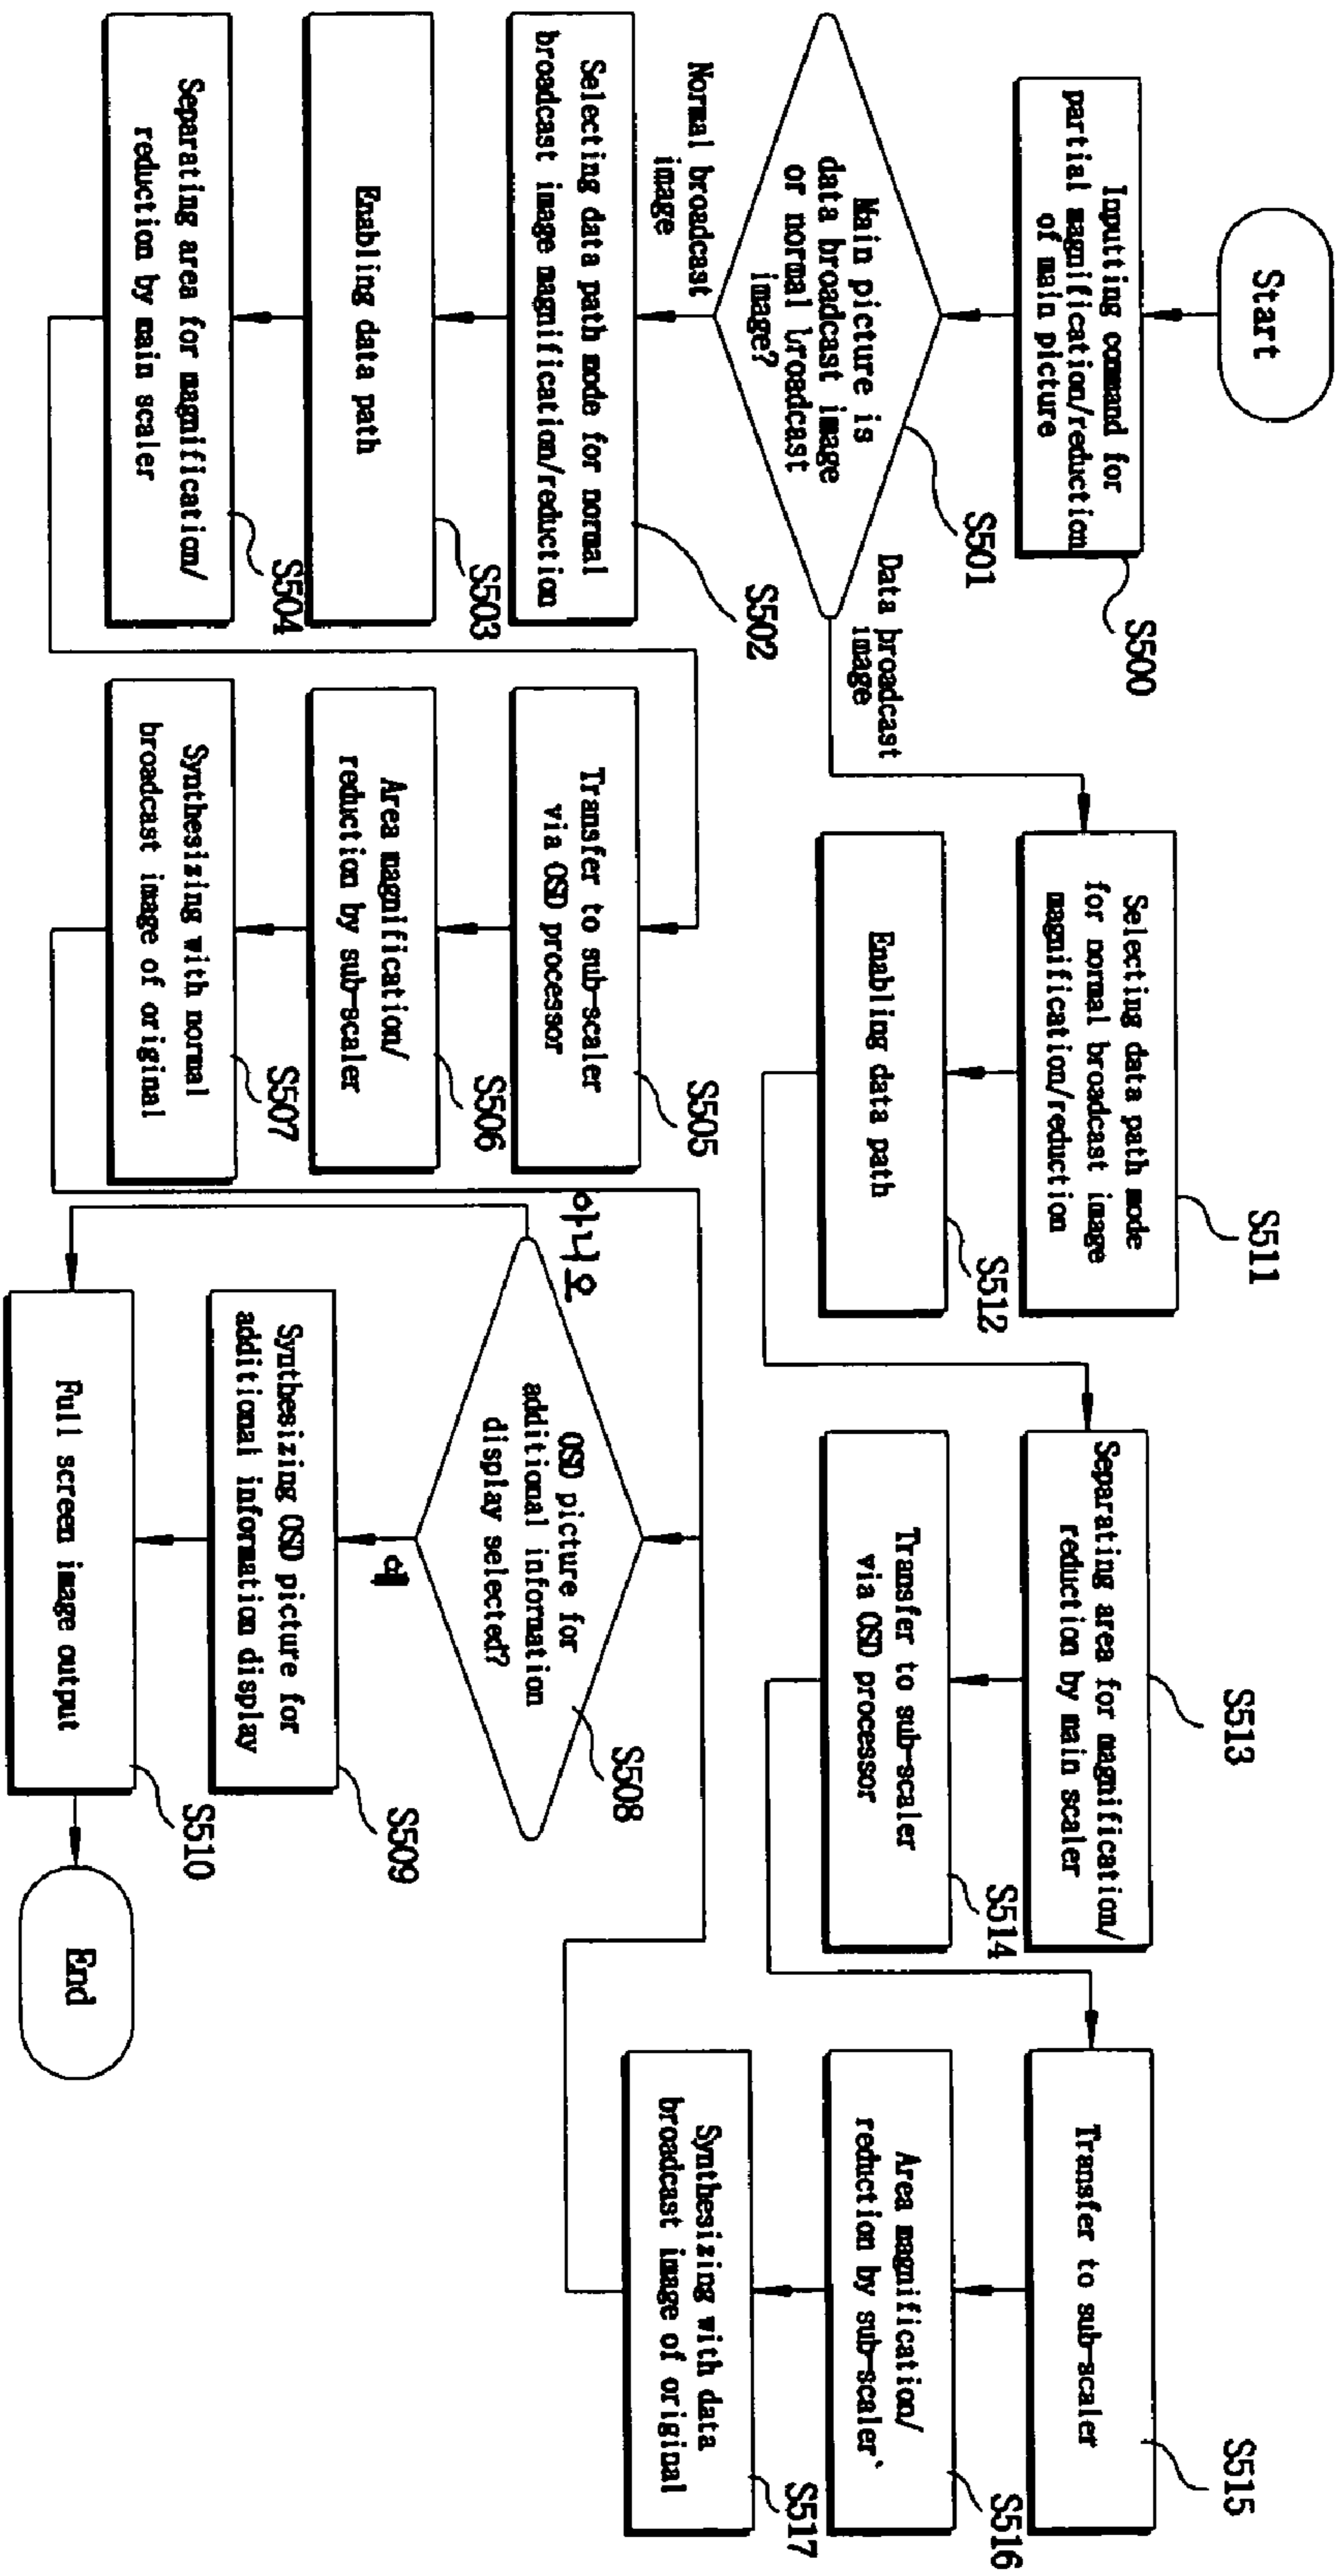 Start
Inputting command for
partial magnification/reduction
of main picture
S500
Main picture is
data broadcast image
or normal broadcast
image?
S501
Normal broadcast
image
Data broadcast
image
Selecting data path mode for normal
broadcast image magnification/reduction
S502
Enabling data path
S503
Separating area for magnification/
reduction by main scaler
S504
Transfer to sub-scaler
via OSD processor
S505
Area magnification/
reduction by sub-scaler
S506
Synthesizing with normal
broadcast image of original
S507
OSD picture for
additional information
display selected?
S508
아니오
예
Synthesizing OSD picture for
additional information display
S509
Full screen image output
S510
End
Selecting data path mode
for normal broadcast image
magnification/reduction
S511
Enabling data path
S512
Separating area for magnification/
reduction by main scaler
S513
Transfer to sub-scaler
via OSD processor
S514
Transfer to sub-scaler
S515
Area magnification/
reduction by sub-scaler`
S516
Synthesizing with data
broadcast image of original
S517